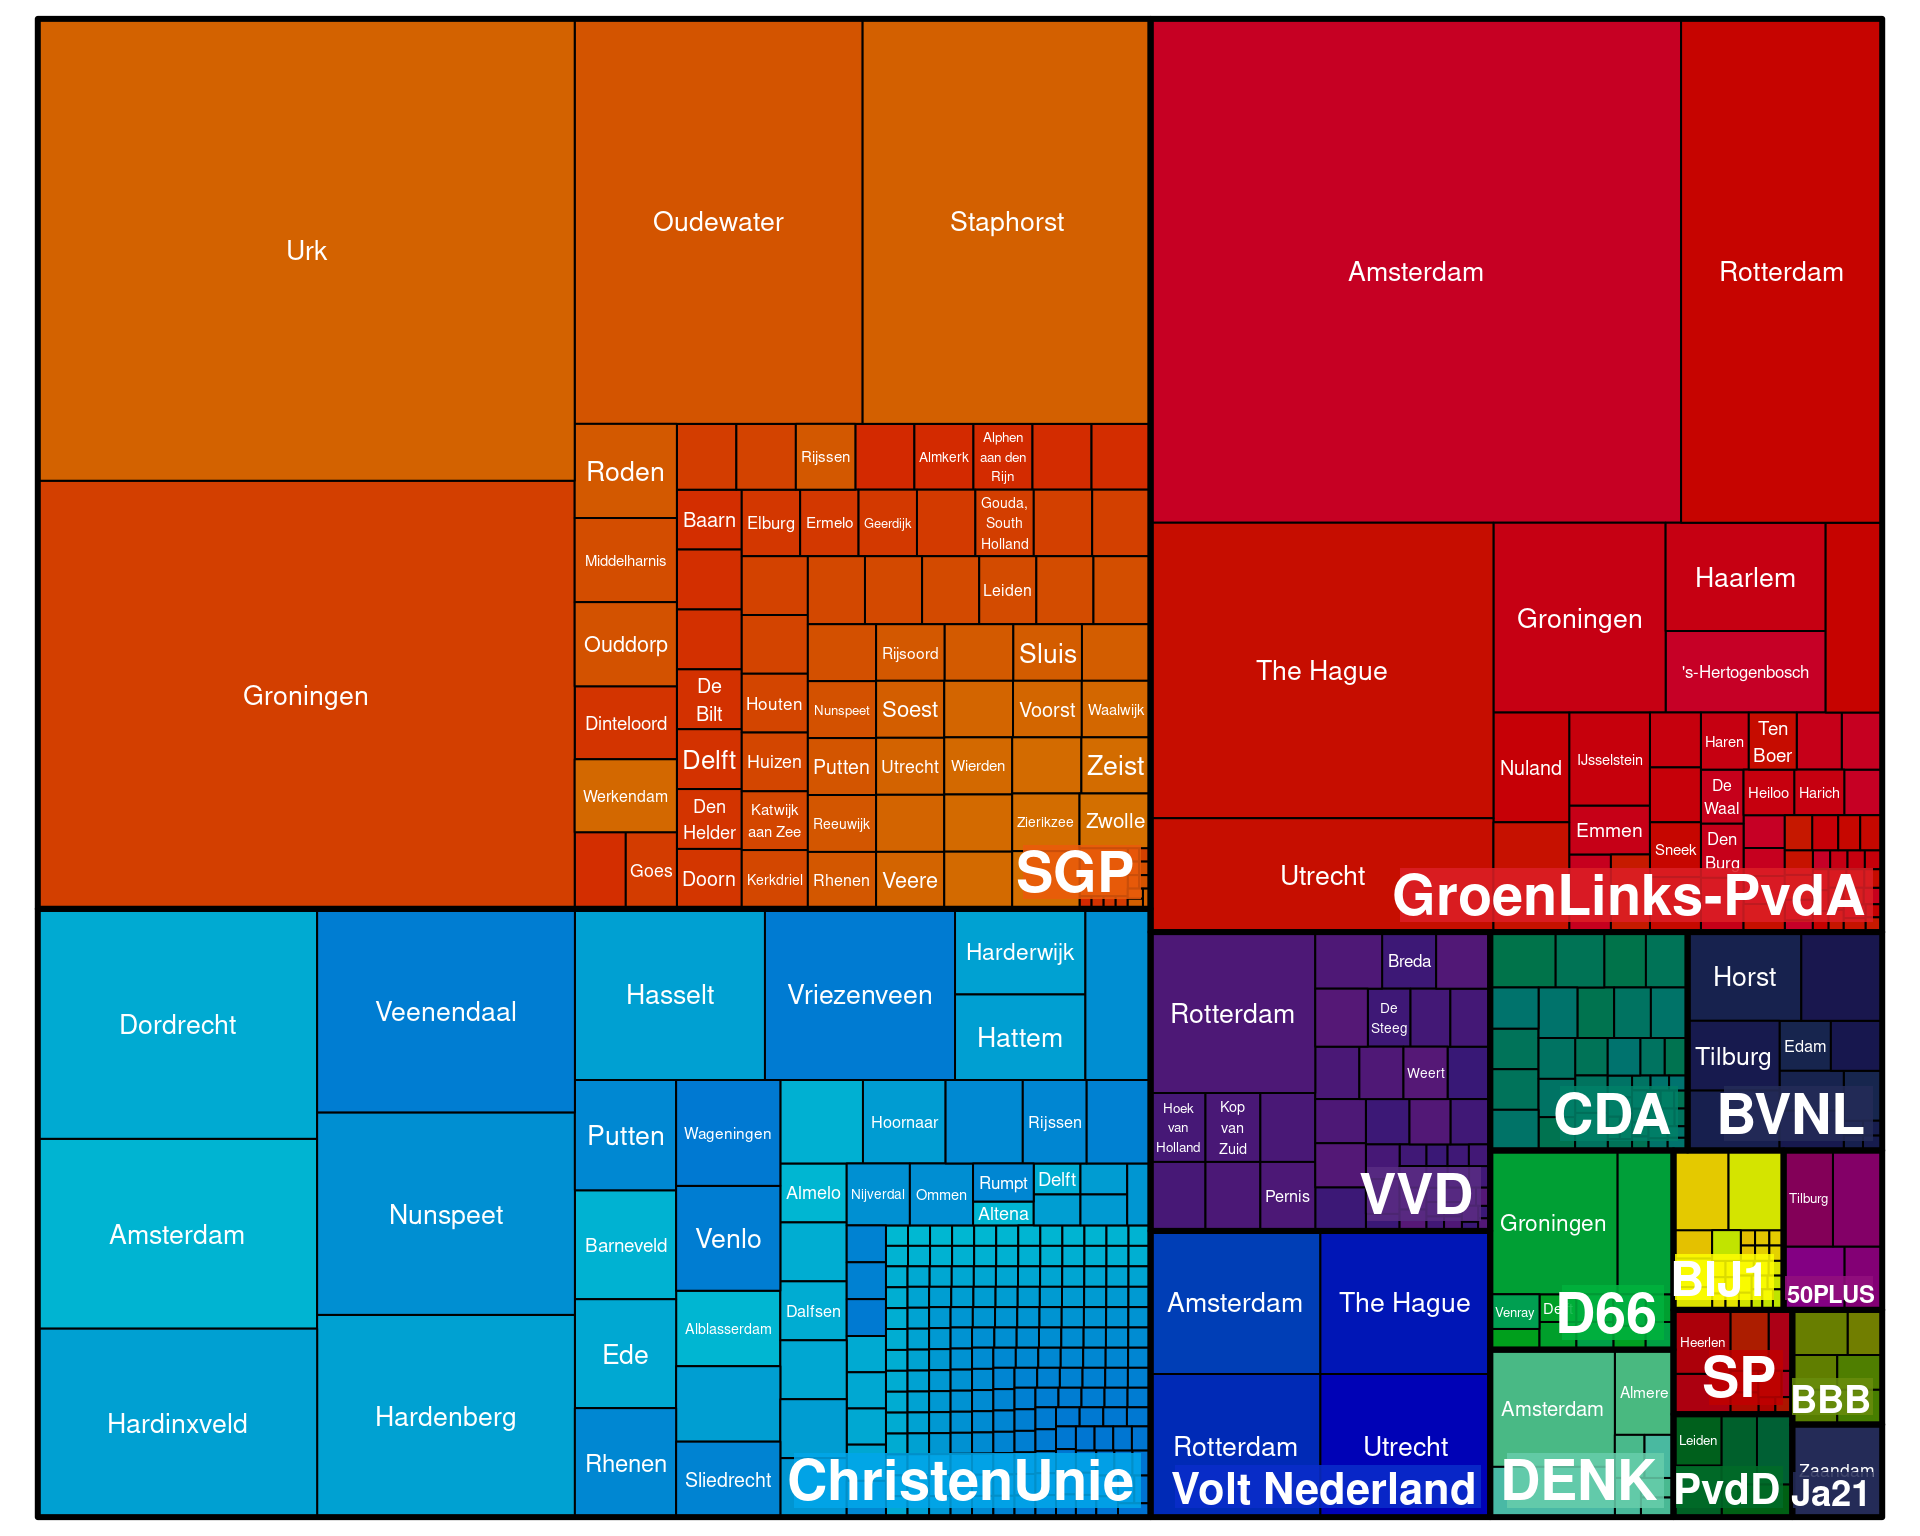 Urk
Oudewater
Staphorst
Groningen
Roden
Rijssen
Almkerk
Alphen
aan den
Rijn
Middelharnis
Baarn
Elburg
Ermelo
Geerdijk
Gouda,
South
Holland
Leiden
Ouddorp
Rijsoord
Sluis
Dinteloord
De
Bilt
Houten
Nunspeet
Soest
Voorst
Waalwijk
Delft
Huizen
Putten
Utrecht
Wierden
Zeist
Werkendam
Den
Helder
Katwijk
aan Zee
Reeuwijk
Zierikzee
Zwolle
Goes
Doorn
Kerkdriel
Rhenen
Veere
SGP
Amsterdam
Rotterdam
The Hague
Groningen
Haarlem
's-Hertogenbosch
Nuland
IJsselstein
Haren
Ten
Boer
De
Waal
Heiloo
Harich
Emmen
Sneek
Den
Burg
Utrecht
GroenLinks-PvdA
Dordrecht
Veenendaal
Hasselt
Vriezenveen
Harderwijk
Hattem
Amsterdam
Nunspeet
Putten
Wageningen
Hoornaar
Rijssen
Almelo
Nijverdal
Ommen
Rumpt
Delft
Altena
Barneveld
Venlo
Dalfsen
Alblasserdam
Ede
Hardinxveld
Hardenberg
Rhenen
Sliedrecht
ChristenUnie
Rotterdam
Breda
De
Steeg
Weert
Hoek
van
Holland
Kop
van
Zuid
Pernis
VVD
CDA
Horst
Tilburg
Edam
BVNL
Amsterdam
The Hague
Rotterdam
Utrecht
Volt Nederland
Groningen
Venray
D66
BIJ1
Tilburg
50PLUS
Amsterdam
Almere
DENK
Heerlen
SP
BBB
Leiden
PvdD
Zaandam
Ja21